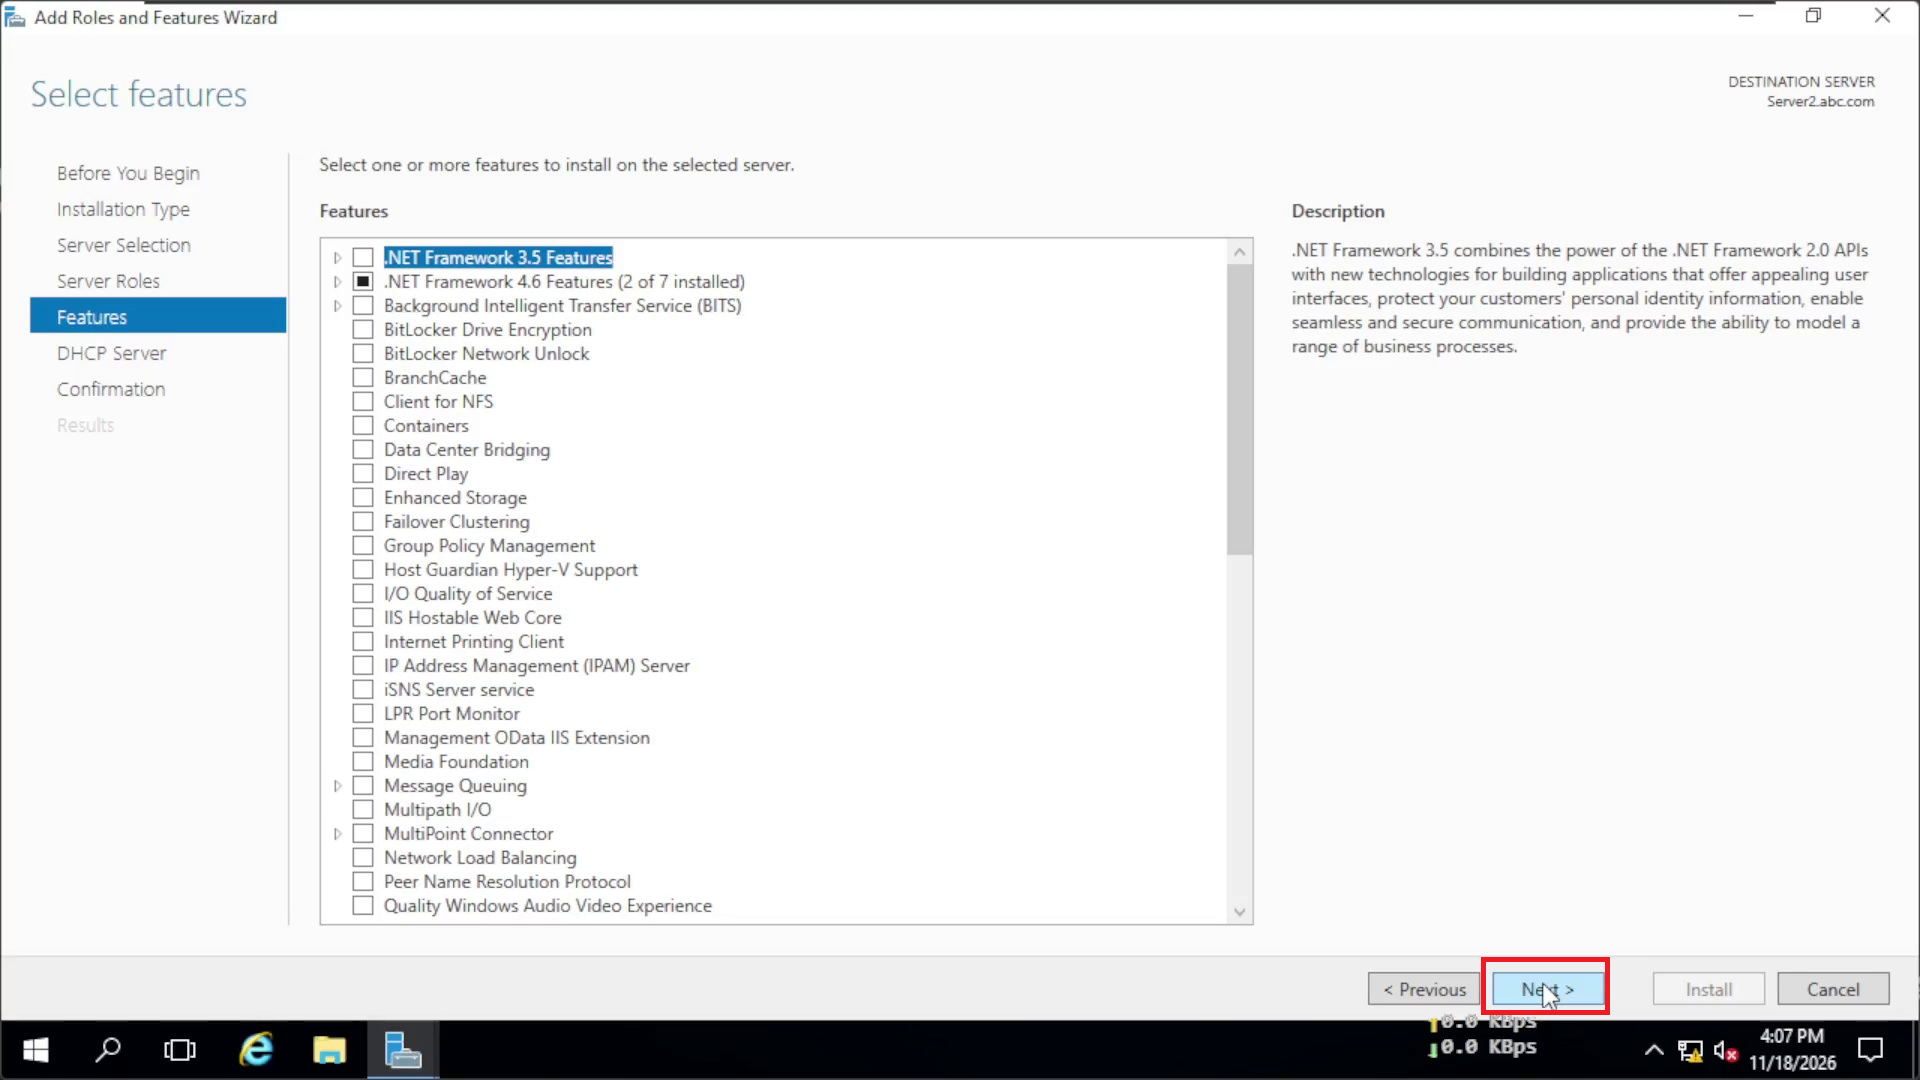 Add Roles and Features Wizard
Select features
DESTINATION SERVER
Server2.abc.com
Before You Begin
Installation Type
Server Selection
Server Roles
Features
DHCP Server
Confirmation
Results
Select one or more features to install on the selected server.
Features
.NET Framework 3.5 Features
.NET Framework 4.6 Features (2 of 7 installed)
Background Intelligent Transfer Service (BITS)
BitLocker Drive Encryption
BitLocker Network Unlock
BranchCache
Client for NFS
Containers
Data Center Bridging
Direct Play
Enhanced Storage
Failover Clustering
Group Policy Management
Host Guardian Hyper-V Support
I/O Quality of Service
IIS Hostable Web Core
Internet Printing Client
IP Address Management (IPAM) Server
iSNS Server service
LPR Port Monitor
Management OData IIS Extension
Media Foundation
Message Queuing
Multipath I/O
MultiPoint Connector
Network Load Balancing
Peer Name Resolution Protocol
Quality Windows Audio Video Experience
Description
.NET Framework 3.5 combines the power of the .NET Framework 2.0 APIs
with new technologies for building applications that offer appealing user
interfaces, protect your customers' personal identity information, enable
seamless and secure communication, and provide the ability to model a
range of business processes.
< Previous
Next >
Install
Cancel
0.0 KBps
0.0 KBps
4:07 PM
11/18/2026